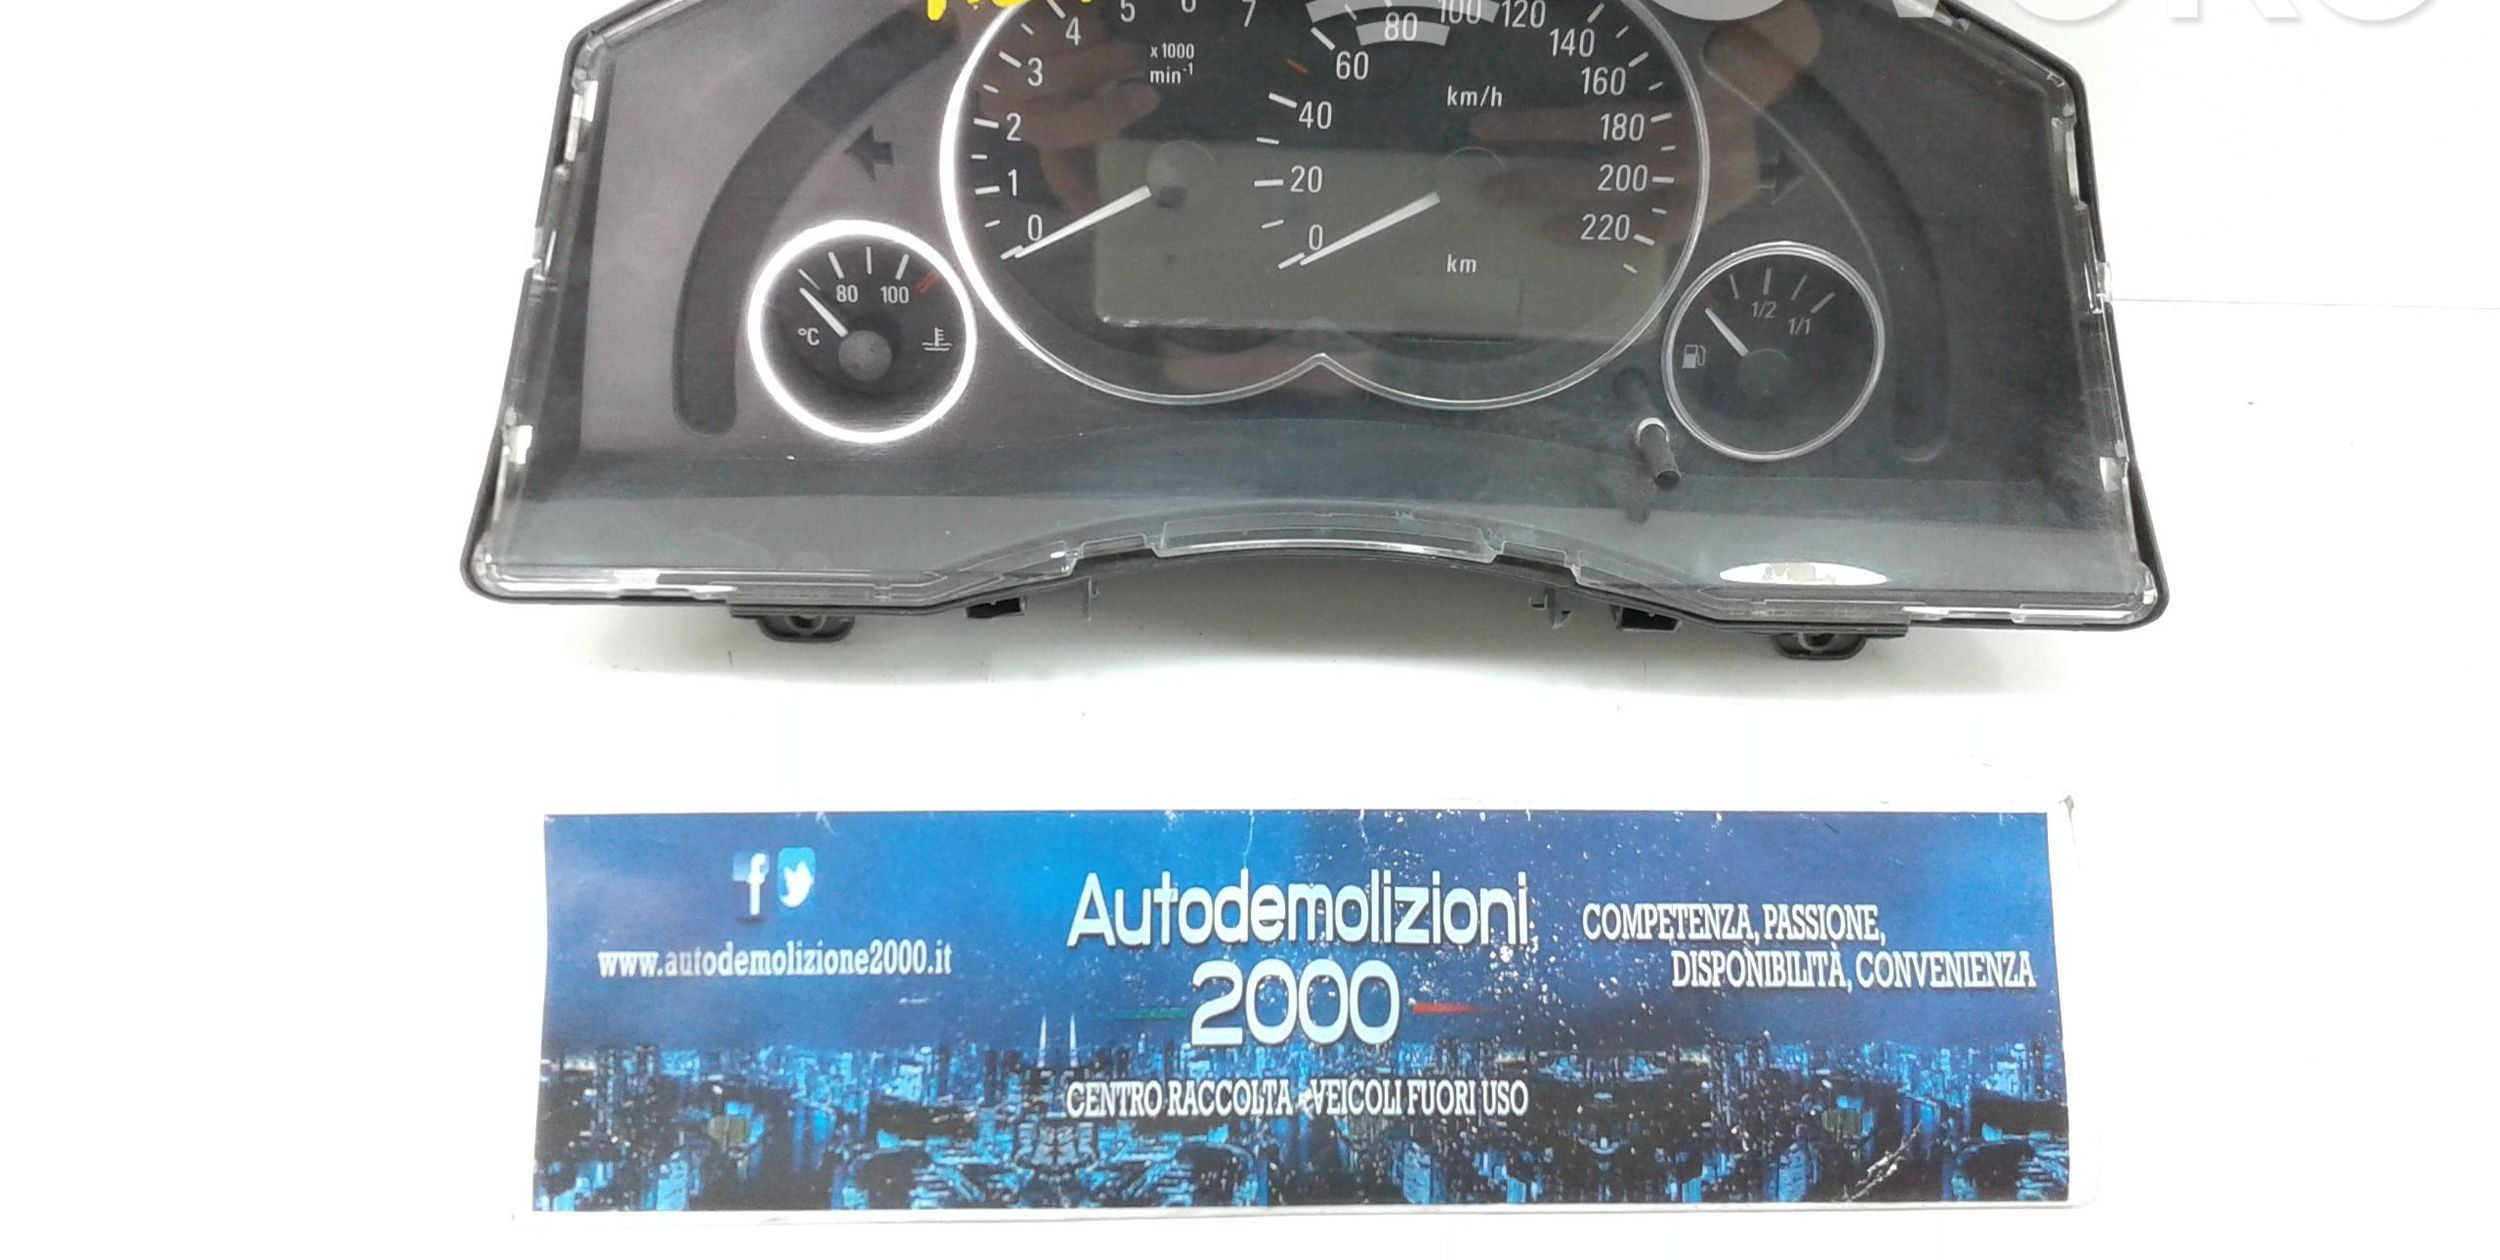 4
5
6
7
80
100
120
140
3
x1000
min-1
60
160
2
40
km/h
180
1
20
200
0
0
220
km
80
100
°C
1/2
1/1
f
www.autodemolizione2000.it
Autodemolizioni
2000
COMPETENZA, PASSIONE,
DISPONIBILITÀ, CONVENIENZA
CENTRO RACCOLTA - VEICOLI FUORI USO